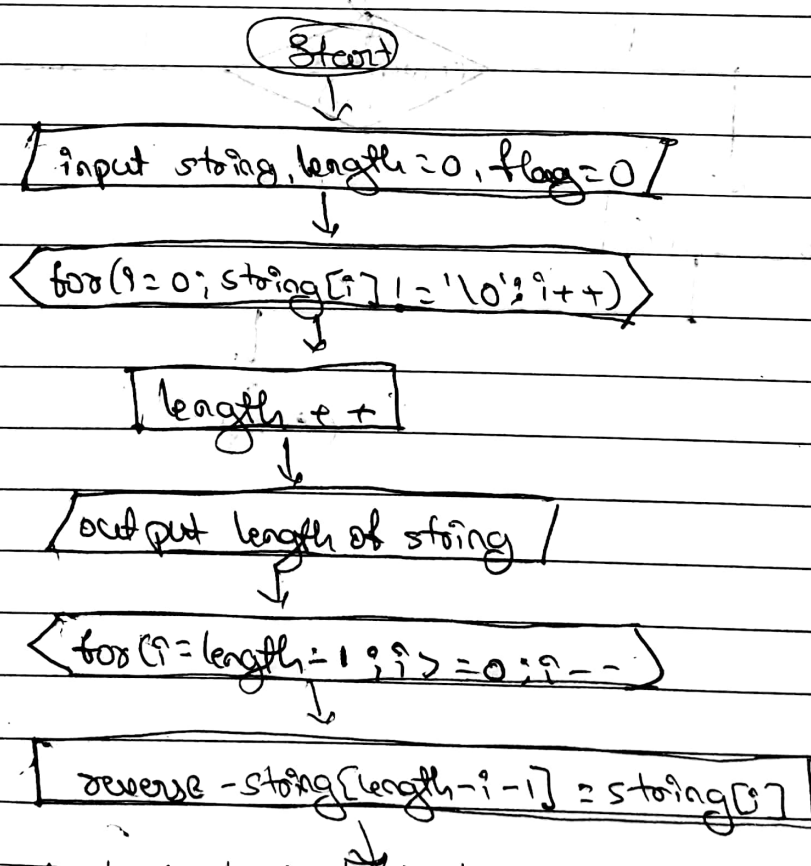 Start
input string, length=0, flag=0
for(i=0; string[i]!='\0'; i++)
length++
output length of string
for(i=length-1; i>=0; i--)
reverse-string[length-i-1] = string[i]